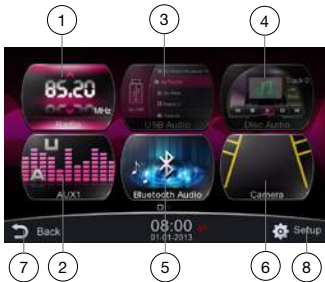 1
3
4
85.20
MHz
Radio
USB Audio
Disc Audio
AUX1
Bluetooth Audio
Camera
Back
08:00
01-01-2013
Setup
7
2
5
6
8